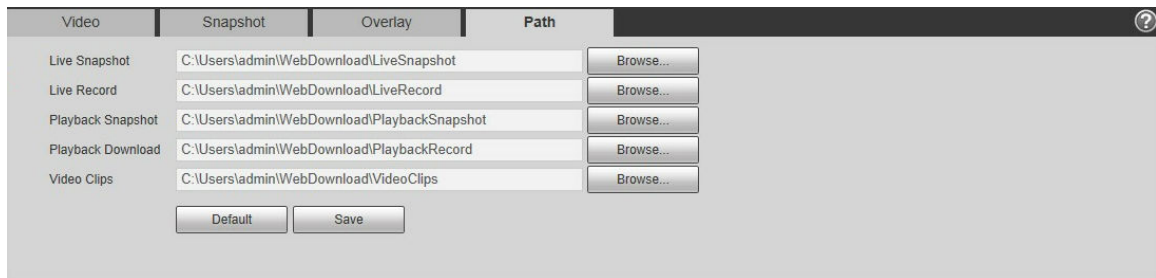 Video Snapshot Overlay Path ?
Live Snapshot C:\Users\admin\WebDownload\LiveSnapshot Browse...
Live Record C:\Users\admin\WebDownload\LiveRecord Browse...
Playback Snapshot C:\Users\admin\WebDownload\PlaybackSnapshot Browse...
Playback Download C:\Users\admin\WebDownload\PlaybackRecord Browse...
Video Clips C:\Users\admin\WebDownload\VideoClips Browse...
Default Save